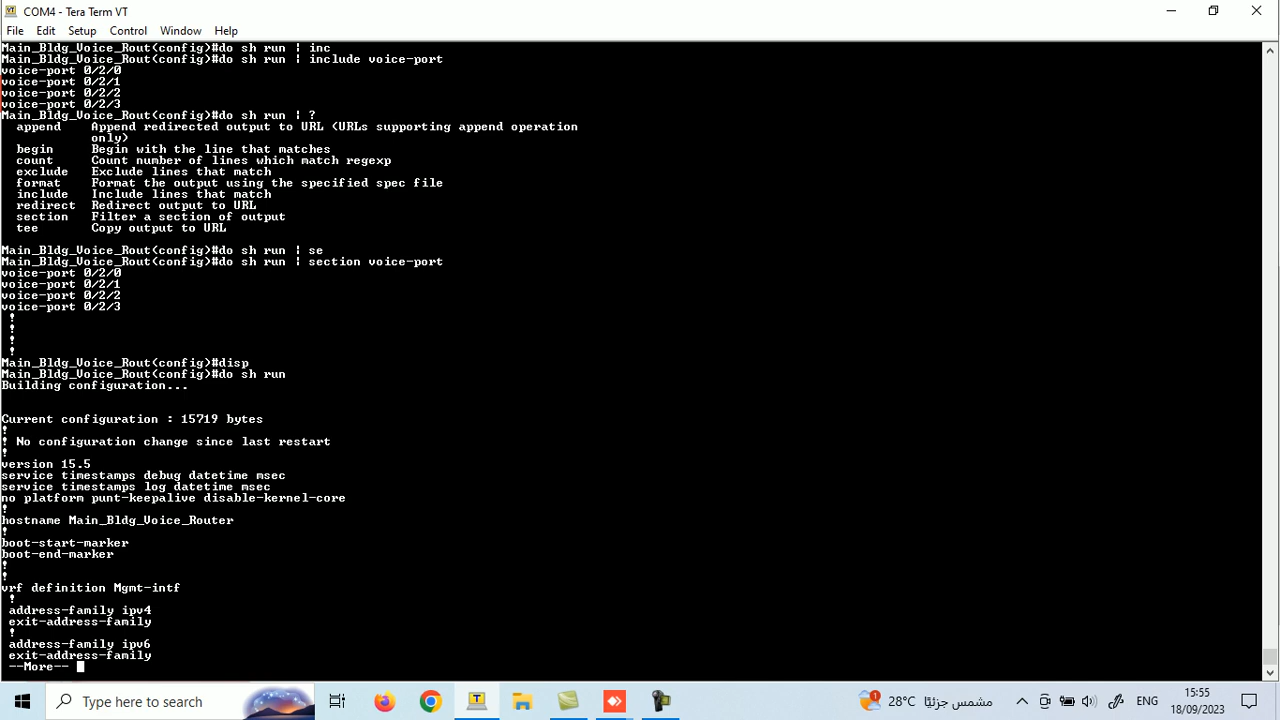 COM4 - Tera Term VT
File Edit Setup Control Window Help
Main_Bldg_Voice_Rout(config)#do sh run | inc
Main_Bldg_Voice_Rout(config)#do sh run | include voice-port
voice-port 0/2/0
voice-port 0/2/1
voice-port 0/2/2
voice-port 0/2/3
Main_Bldg_Voice_Rout(config)#do sh run | ?
append Append redirected output to URL (URLs supporting append operation
only)
begin Begin with the line that matches
count Count number of lines which match regexp
exclude Exclude lines that match
format Format the output using the specified spec file
include Include lines that match
redirect Redirect output to URL
section Filter a section of output
tee Copy output to URL
Main_Bldg_Voice_Rout(config)#do sh run | se
Main_Bldg_Voice_Rout(config)#do sh run | section voice-port
voice-port 0/2/0
voice-port 0/2/1
voice-port 0/2/2
voice-port 0/2/3
!
!
!
!
Main_Bldg_Voice_Rout(config)#disp
Main_Bldg_Voice_Rout(config)#do sh run
Building configuration...
Current configuration : 15719 bytes
!
! No configuration change since last restart
!
version 15.5
service timestamps debug datetime msec
service timestamps log datetime msec
no platform punt-keepalive disable-kernel-core
!
hostname Main_Bldg_Voice_Router
!
boot-start-marker
boot-end-marker
!
!
vrf definition Mgmt-intf
!
address-family ipv4
exit-address-family
!
address-family ipv6
exit-address-family
--More--
Type here to search
28°C مشمس جزئيًا
ENG
15:55
18/09/2023